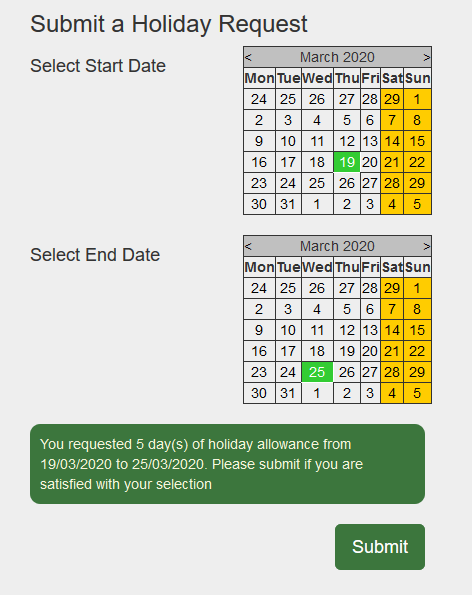 Submit a Holiday Request
Select Start Date
< March 2020 >
Mon Tue Wed Thu Fri Sat Sun
24 25 26 27 28 29 1
2 3 4 5 6 7 8
9 10 11 12 13 14 15
16 17 18 19 20 21 22
23 24 25 26 27 28 29
30 31 1 2 3 4 5
Select End Date
< March 2020 >
Mon Tue Wed Thu Fri Sat Sun
24 25 26 27 28 29 1
2 3 4 5 6 7 8
9 10 11 12 13 14 15
16 17 18 19 20 21 22
23 24 25 26 27 28 29
30 31 1 2 3 4 5
You requested 5 day(s) of holiday allowance from
19/03/2020 to 25/03/2020. Please submit if you are
satisfied with your selection
Submit